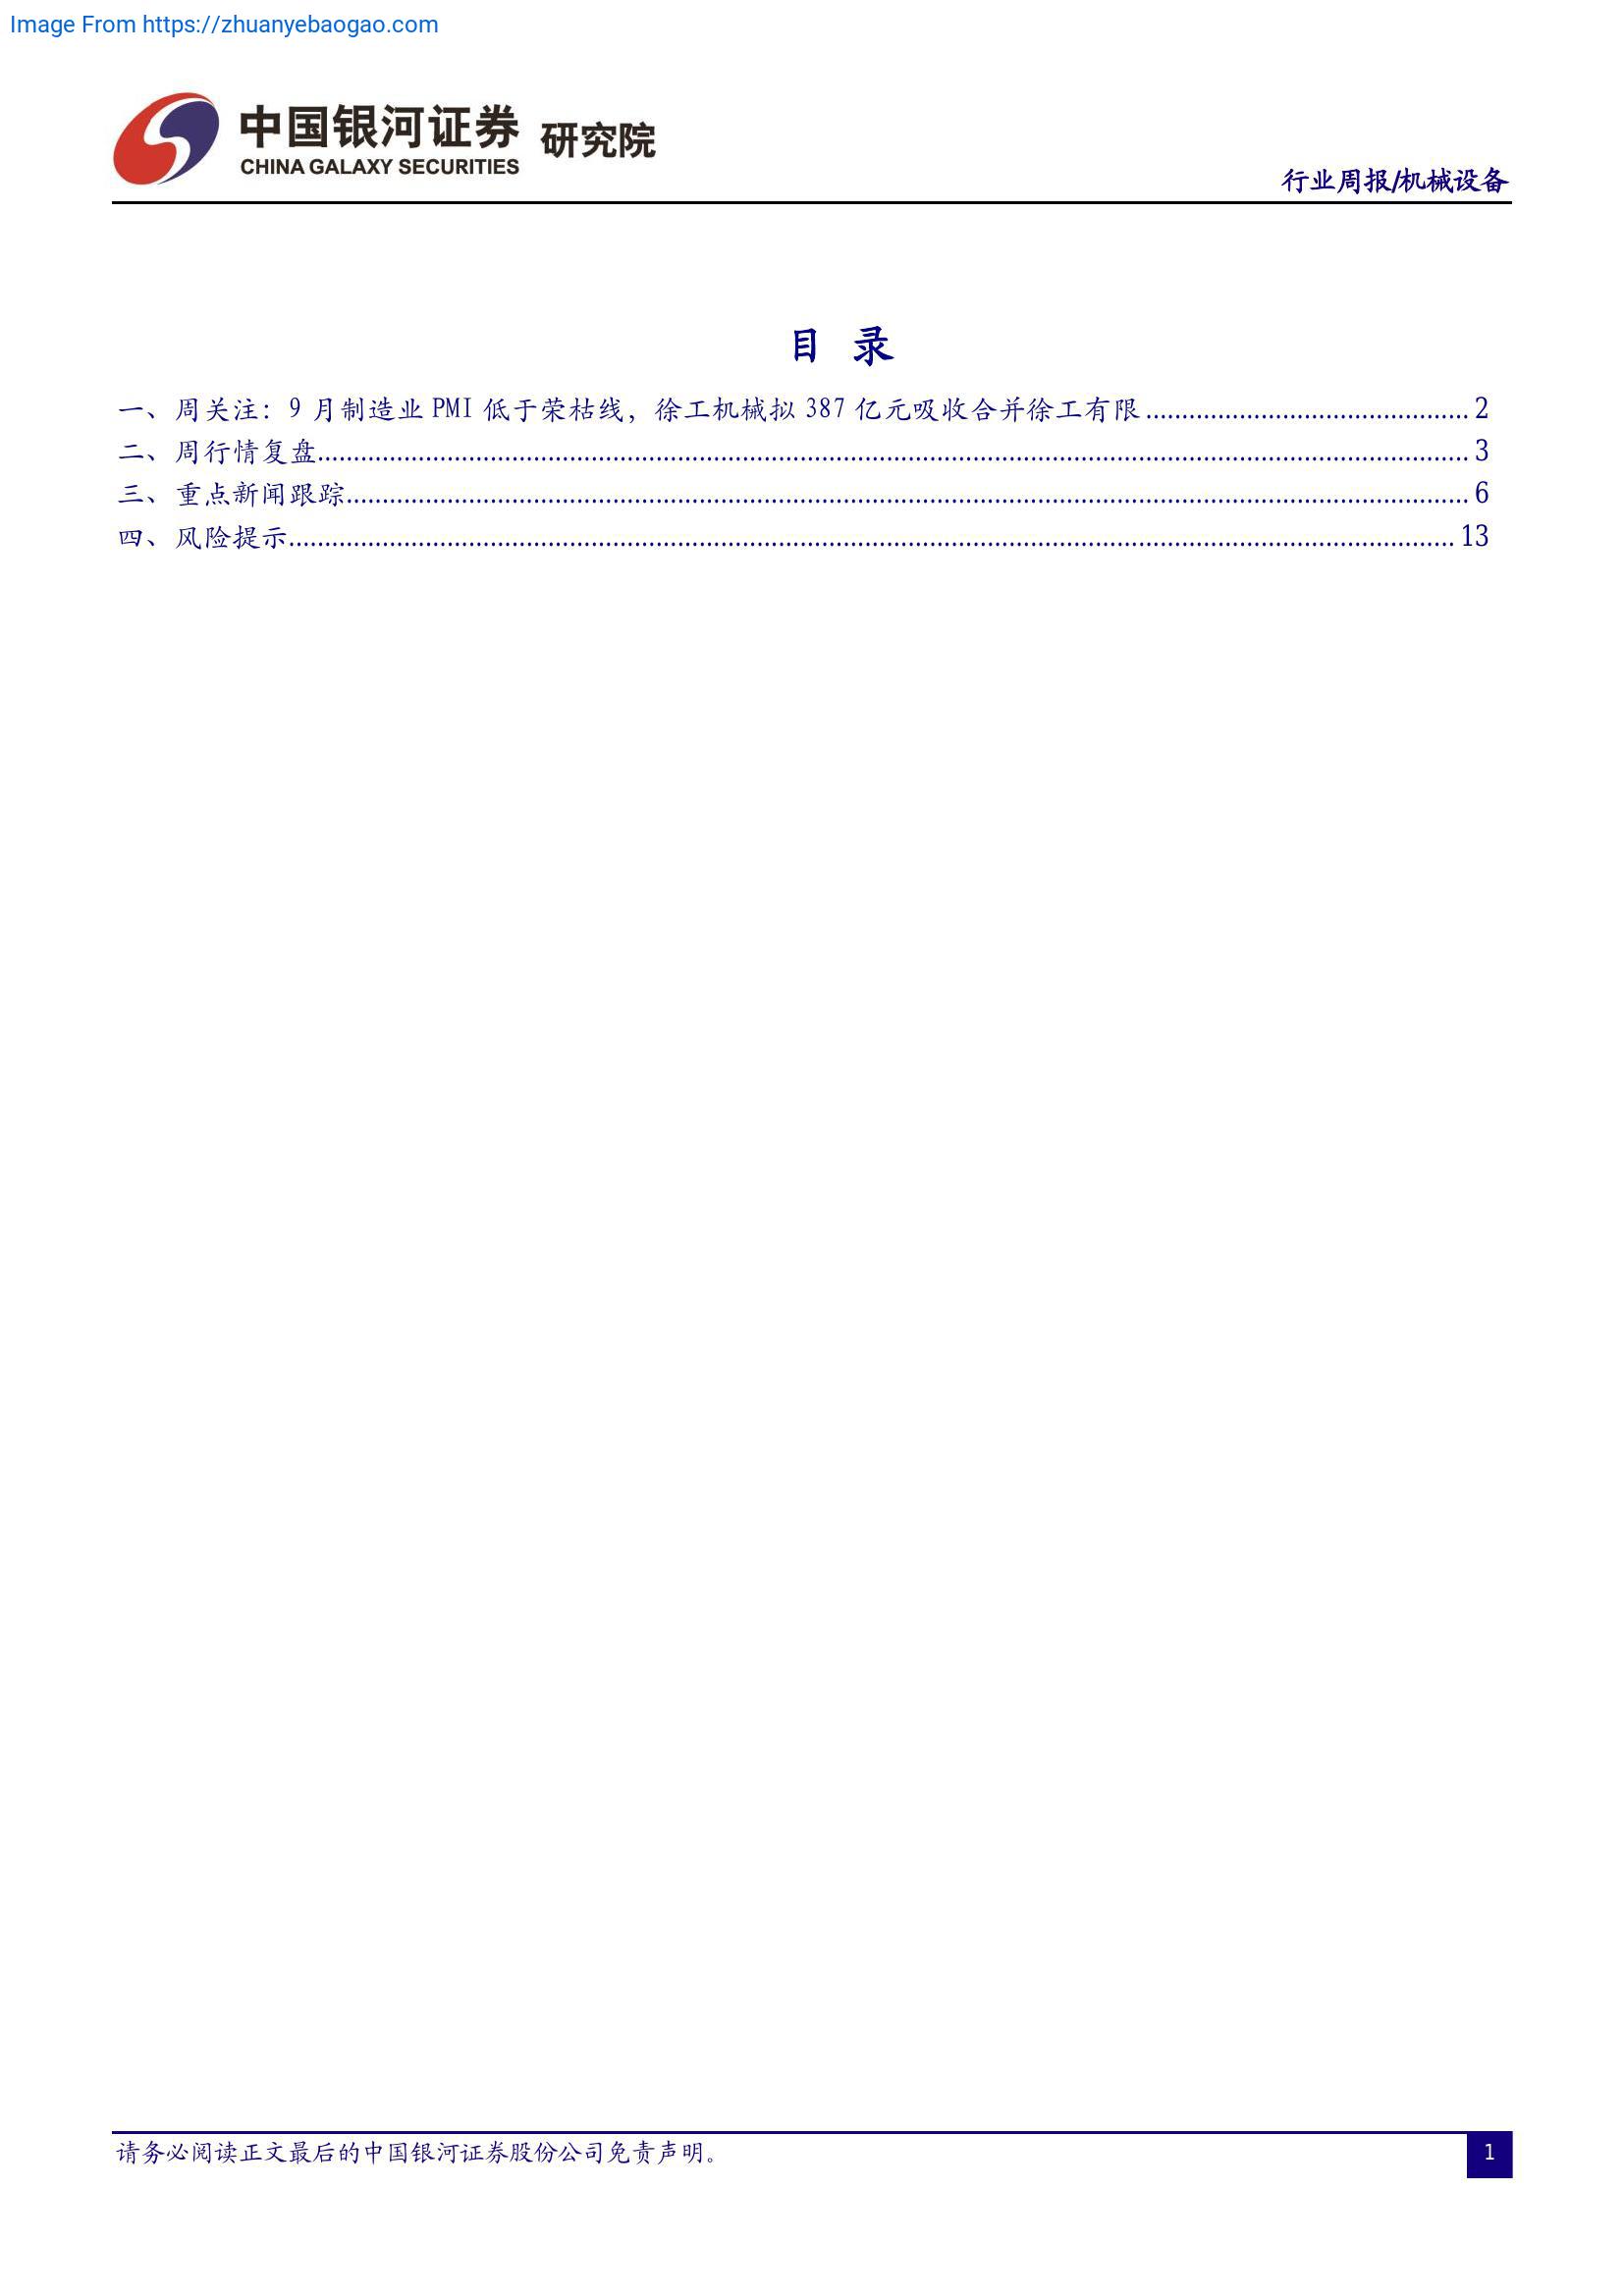 Image From https://zhuanyebaogao.com
中国银河证券 研究院
CHINA GALAXY SECURITIES
行业周报/机械设备
目 录
一、周关注：9 月制造业 PMI 低于荣枯线，徐工机械拟 387 亿元吸收合并徐工有限 ............................................. 2
二、周行情复盘................................................................................................................................................................ 3
三、重点新闻跟踪............................................................................................................................................................ 6
四、风险提示.................................................................................................................................................................. 13
请务必阅读正文最后的中国银河证券股份公司免责声明。
1